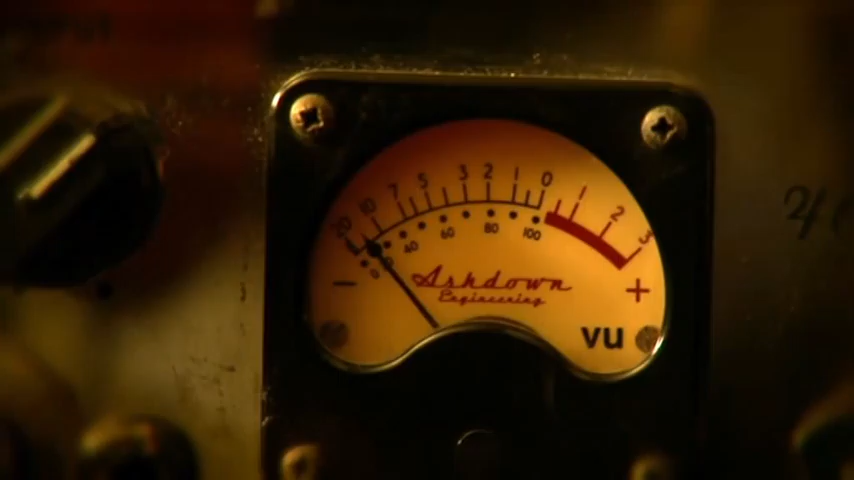 20 10 7 5 3 2 1 0 1 2 3
0 40 60 80 100
- +
Ashdown
Engineering
vu